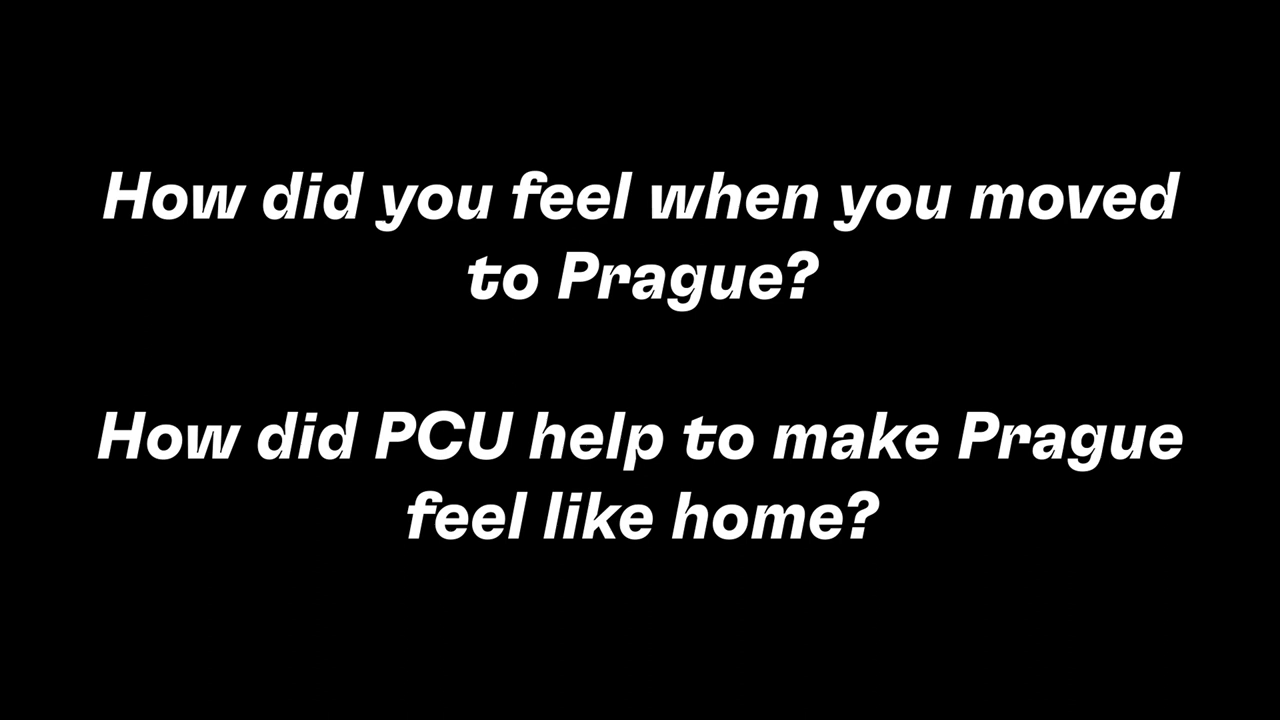 How did you feel when you moved
to Prague?
How did PCU help to make Prague
feel like home?